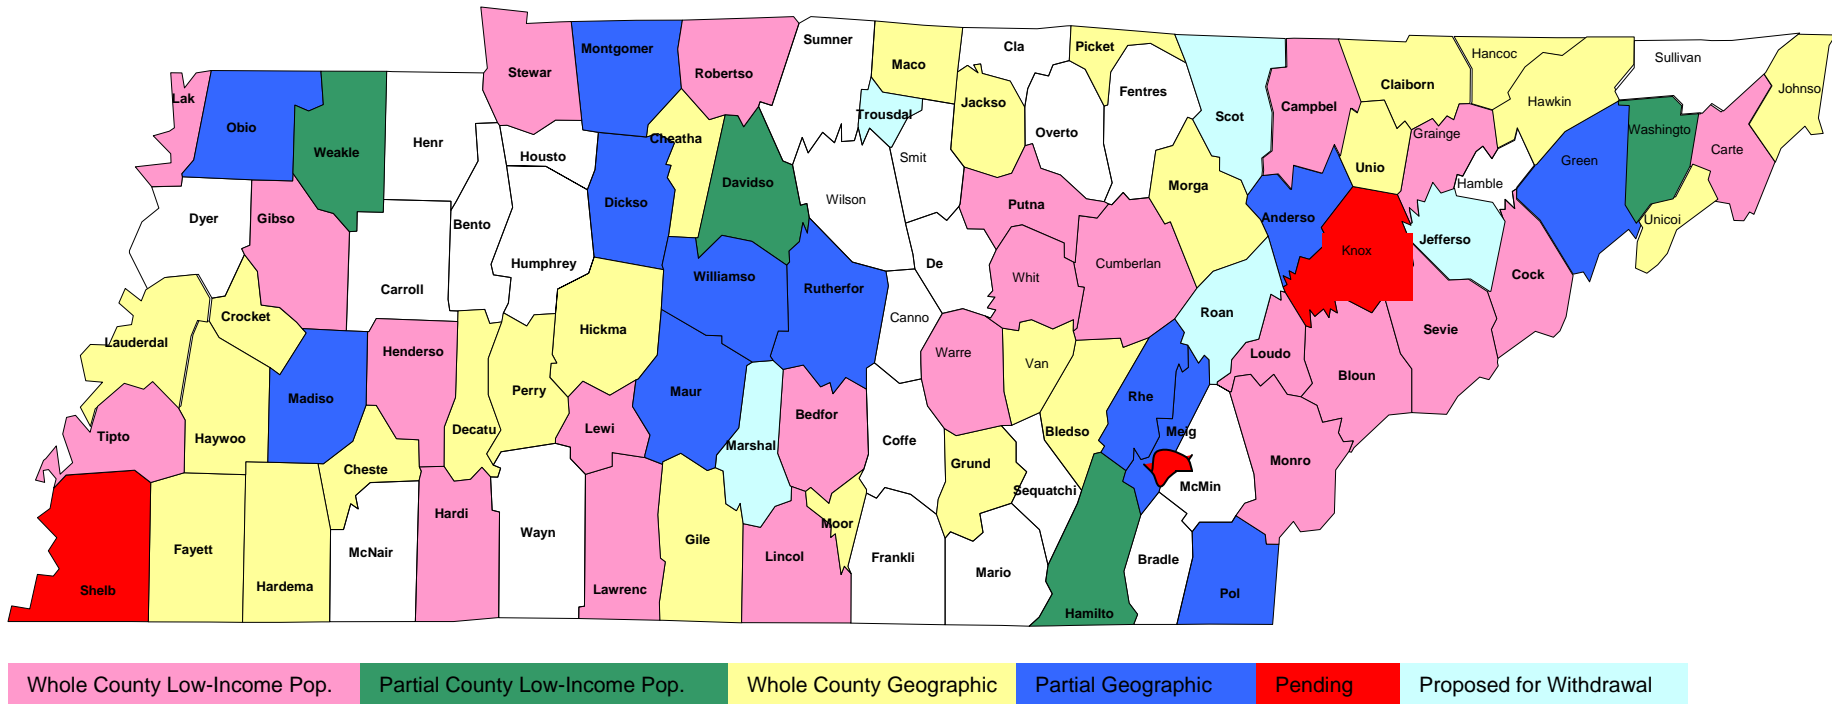 Stewar
Montgomer
Robertso
Sumner
Maco
Cla
Picket
Fentres
Scot
Campbel
Claiborn
Hancoc
Hawkin
Sullivan
Johnso
Lak
Obio
Weakle
Henr
Housto
Cheatha
Trousdal
Jackso
Overto
Smit
Morga
Unio
Grainge
Hamble
Green
Washingto
Carte
Unicoi
Dyer
Gibso
Bento
Humphrey
Dickso
Davidso
Wilson
Putna
Anderso
Knox
Jefferso
Cock
Carroll
Williamso
Rutherfor
De
Whit
Cumberlan
Roan
Sevie
Lauderdal
Crocket
Henderso
Hickma
Canno
Warre
Van
Loudo
Bloun
Tipto
Haywoo
Madiso
Decatu
Perry
Lewi
Maur
Marshal
Bedfor
Coffe
Grund
Bledso
Rhe
Meig
McMin
Monro
Cheste
Sequatchi
Shelb
Fayett
Hardema
McNair
Hardi
Wayn
Lawrenc
Gile
Lincol
Moor
Frankli
Mario
Hamilto
Bradle
Pol
Whole County Low-Income Pop.
Partial County Low-Income Pop.
Whole County Geographic
Partial Geographic
Pending
Proposed for Withdrawal